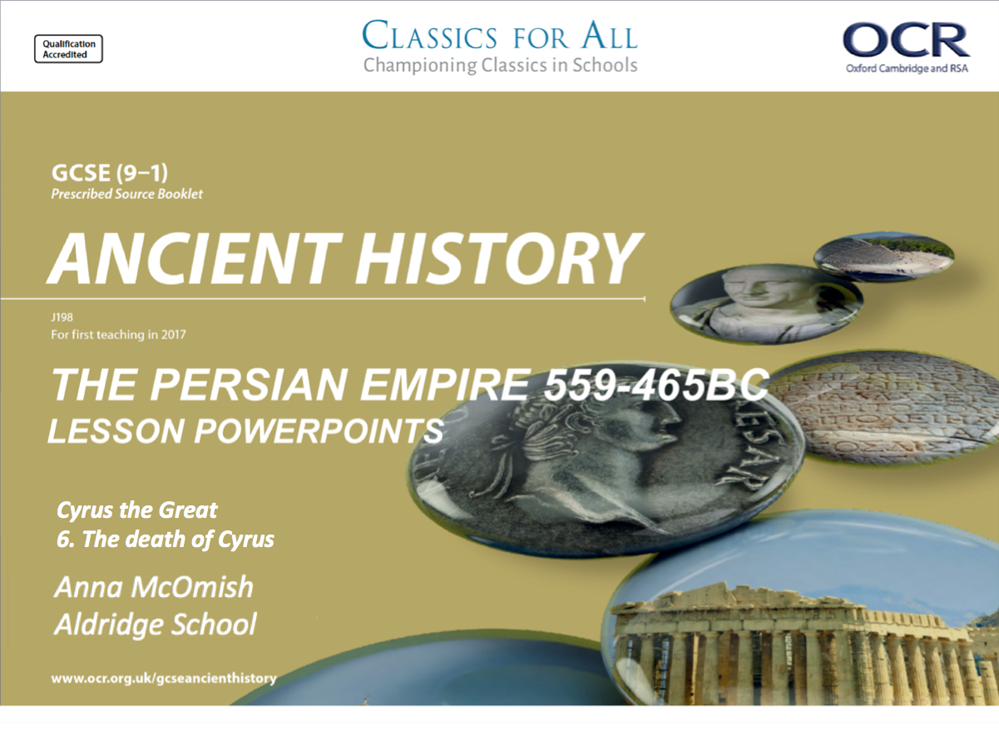 Qualification
Accredited
CLASSICS FOR ALL
Championing Classics in Schools
OCR
Oxford Cambridge and RSA
GCSE (9–1)
Prescribed Source Booklet
ANCIENT HISTORY
J198
For first teaching in 2017
THE PERSIAN EMPIRE 559-465BC
LESSON POWERPOINTS
CAESAR
Cyrus the Great
6. The death of Cyrus
Anna McOmish
Aldridge School
www.ocr.org.uk/gcseancienthistory